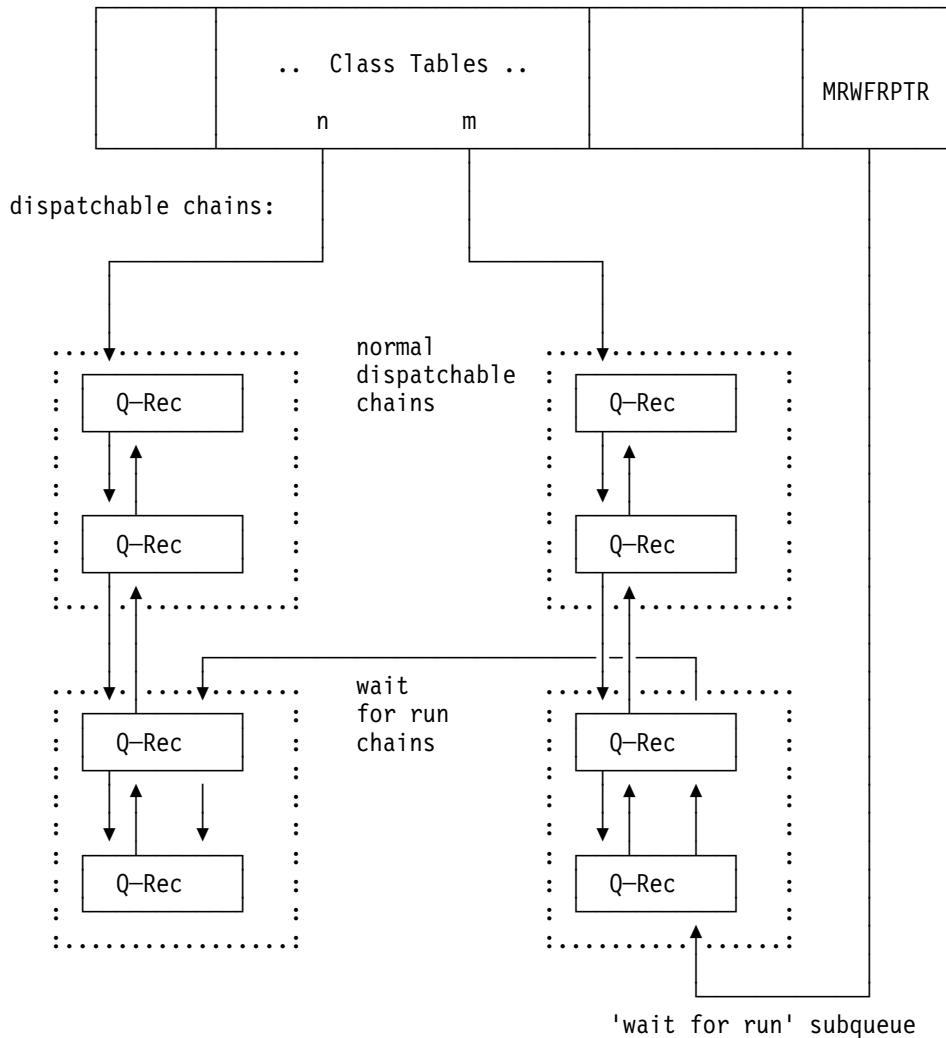 .. Class Tables ..
MRWFRPTR
n m
dispatchable chains:
normal
dispatchable
chains
Q—Rec Q—Rec
Q—Rec Q—Rec
wait
for run
chains
Q—Rec Q—Rec
Q—Rec Q—Rec
'wait for run' subqueue